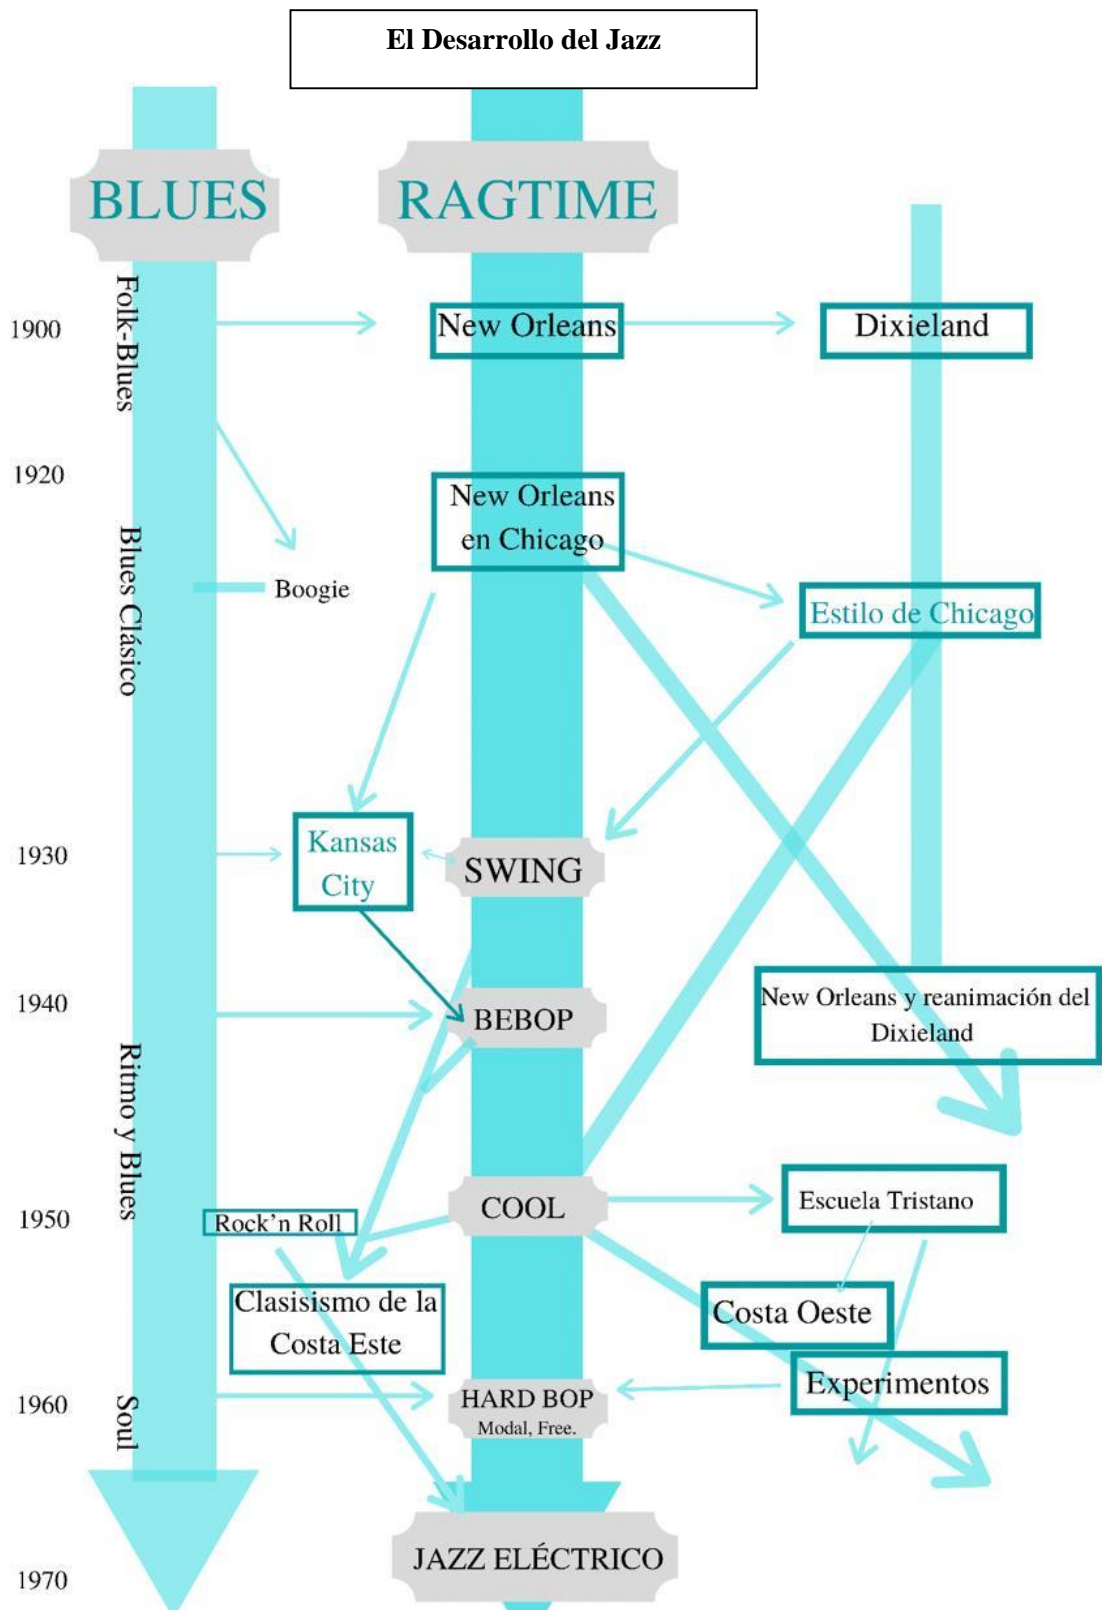 El Desarrollo del Jazz
BLUES
RAGTIME
Folk-Blues
1900
New Orleans
Dixieland
1920
New Orleans
en Chicago
Blues Clásico
Boogie
Estilo de Chicago
1930
Kansas
City
SWING
1940
BEBOP
New Orleans y reanimación del
Dixieland
Ritmo y Blues
1950
Rock'n Roll
COOL
Escuela Tristano
Clasisismo de la
Costa Este
Costa Oeste
1960
Soul
HARD BOP
Modal, Free.
Experimentos
JAZZ ELÉCTRICO
1970